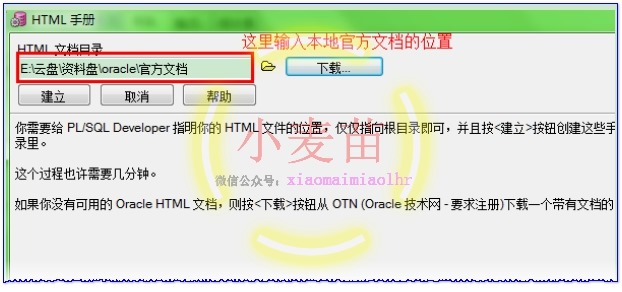 HTML 手册
HTML 文档目录
这里输入本地官方文档的位置
E:\云盘\资料盘\oracle\官方文档
下载...
建立
取消
帮助
你需要给 PL/SQL Developer 指明你的 HTML 文件的位置，仅仅指向根目录即可，并且按<建立>按钮创建这些手
录里。
小麦苗
这个过程也许需要几分钟。
微信公众号：xiaomaimiaolhr
如果你没有可用的 Oracle HTML 文档，则按<下载>按钮从 OTN (Oracle 技术网 - 要求注册)下载一个带有文档的